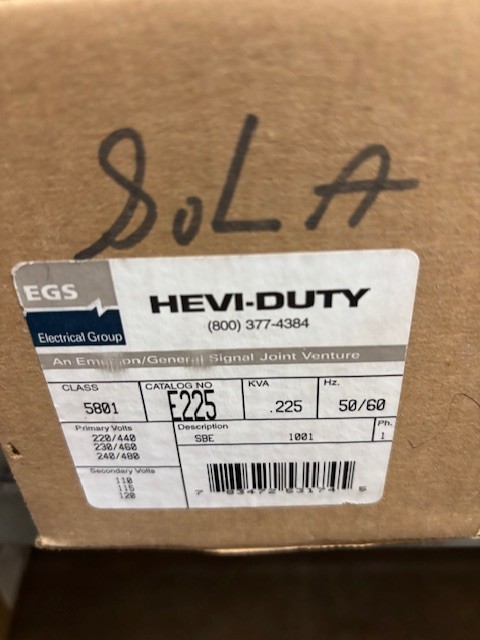 SoLA
EGS
Electrical Group
HEVI-DUTY
(800) 377-4384
An Emerson/General Signal Joint Venture
CLASS
5801
CATALOG NO
E225
KVA
.225
Hz.
50/60
Primary Volts
220/440
230/460
240/480
Description
SBE 1001
Ph.
1
Secondary Volts
110
115
120